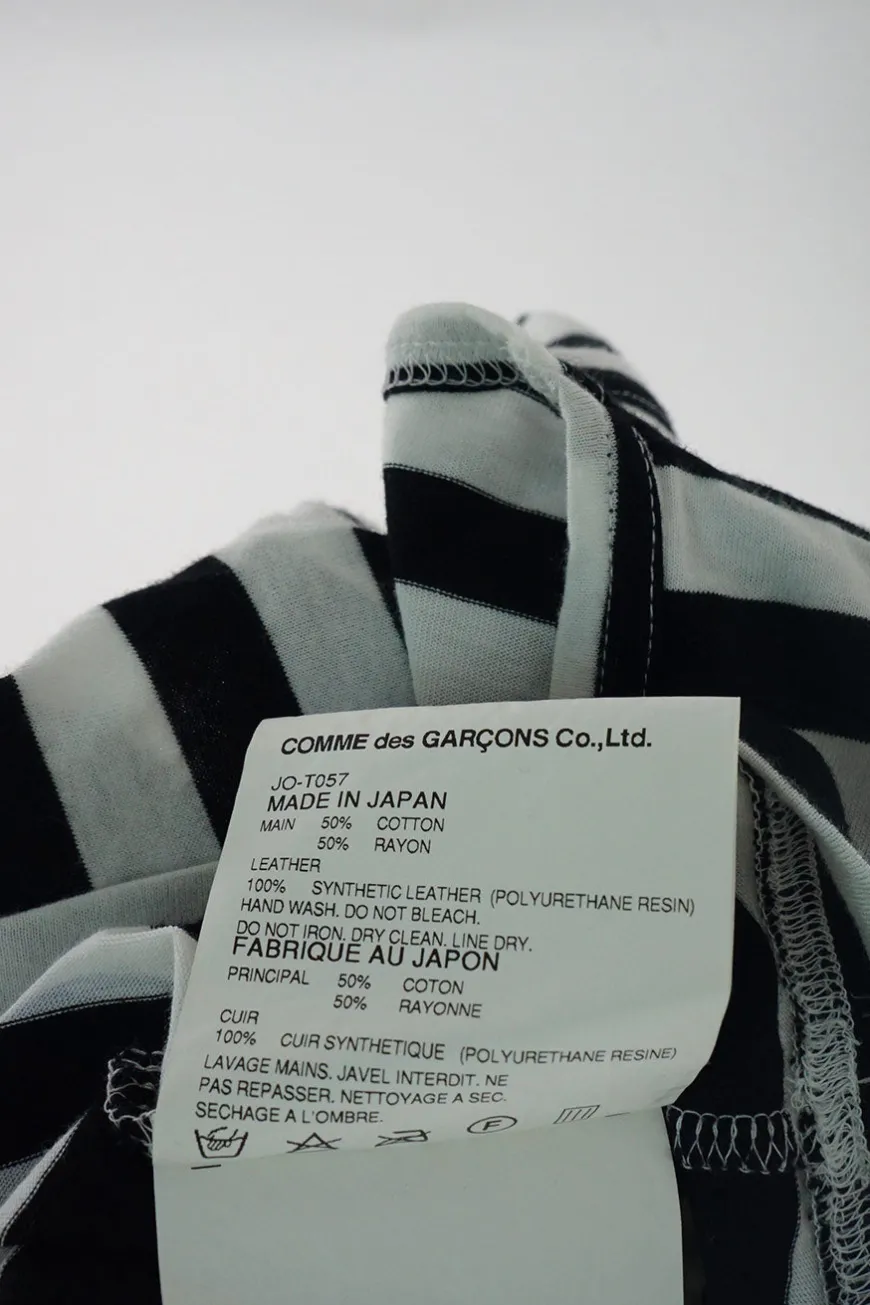 COMME des GARÇONS Co.,Ltd.
JO-T057
MADE IN JAPAN
MAIN 50% COTTON
50% RAYON
LEATHER
100% SYNTHETIC LEATHER (POLYURETHANE RESIN)
HAND WASH. DO NOT BLEACH.
DO NOT IRON. DRY CLEAN. LINE DRY.
FABRIQUE AU JAPON
PRINCIPAL 50% COTON
50% RAYONNE
CUIR
100% CUIR SYNTHETIQUE (POLYURETHANE RESINE)
LAVAGE MAINS. JAVEL INTERDIT. NE
PAS REPASSER. NETTOYAGE A SEC.
SECHAGE A L'OMBRE.
F